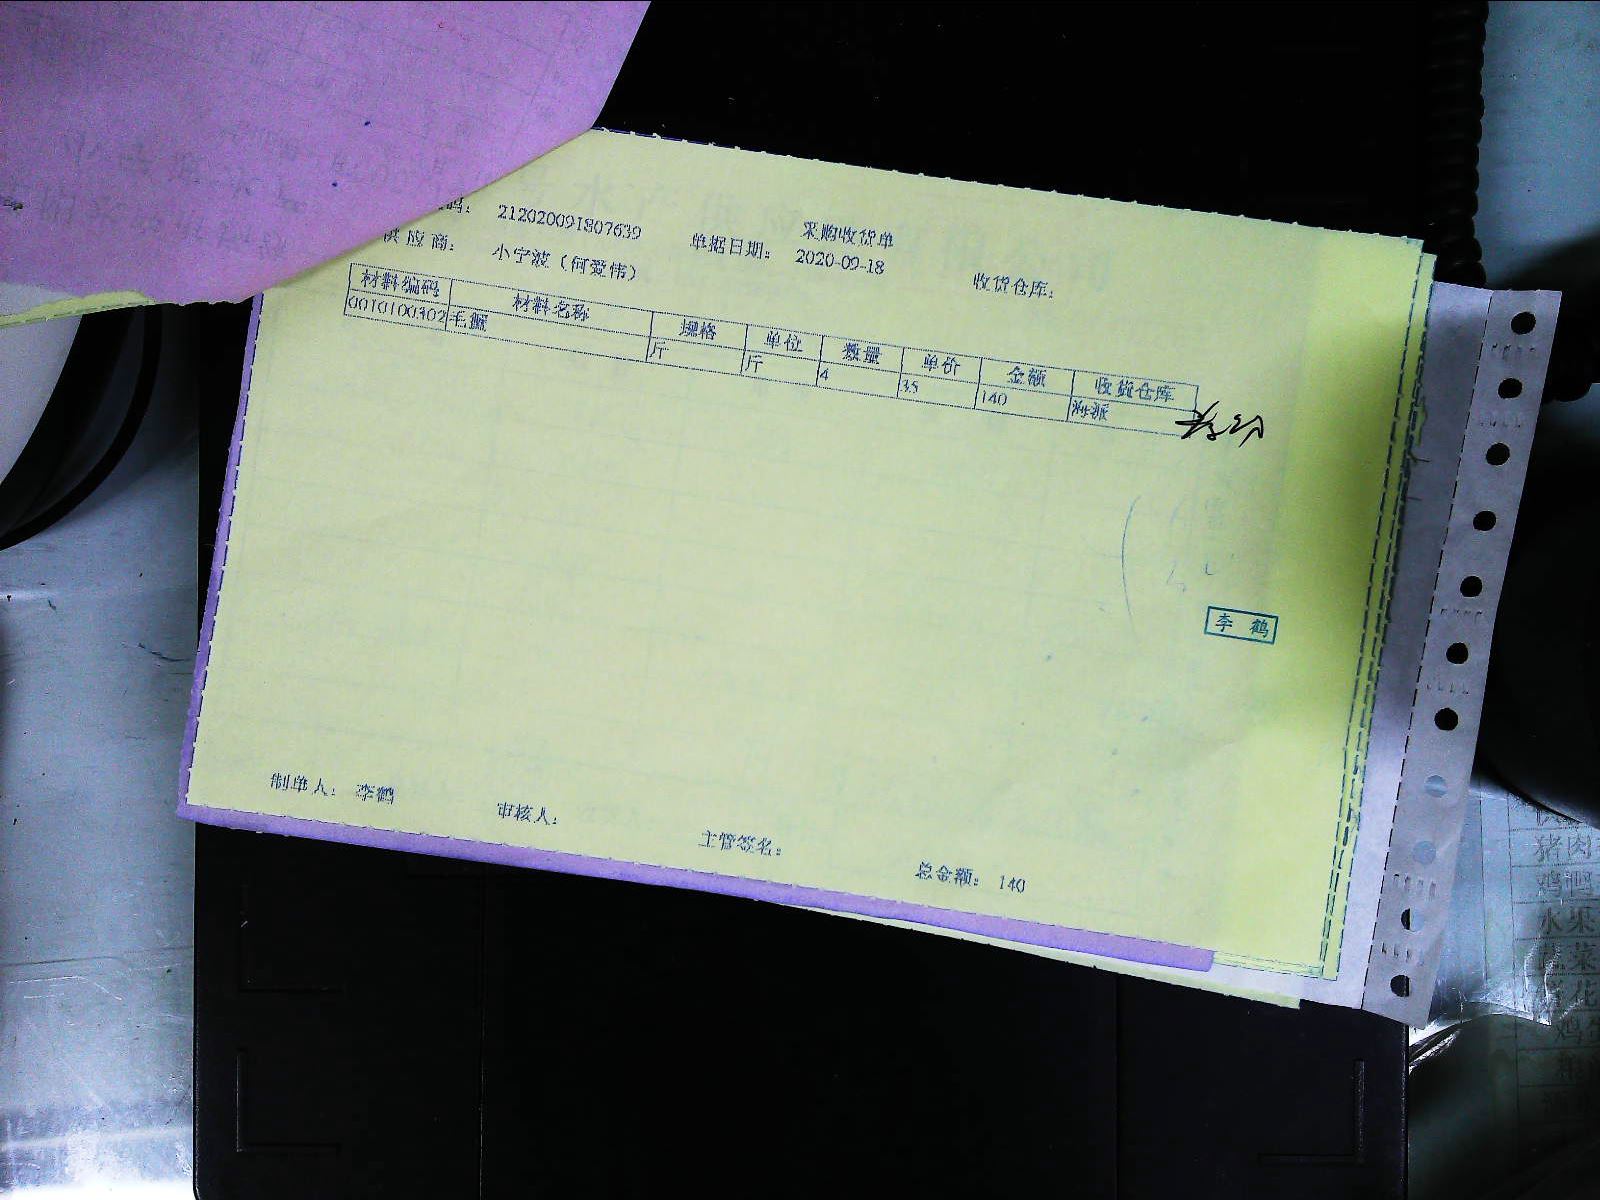 采购收货单
码： 212020091807639 单据日期： 2020-09-18 收货仓库：
供应商： 小宁波（何爱伟）
材料编码 材料名称 规格 单位 数量 单价 金额 收货仓库
0010100302 毛蟹 斤 斤 4 35 140
李鹤
制单人： 李鹤 审核人： 主管签名： 总金额： 140
猪肉
水果